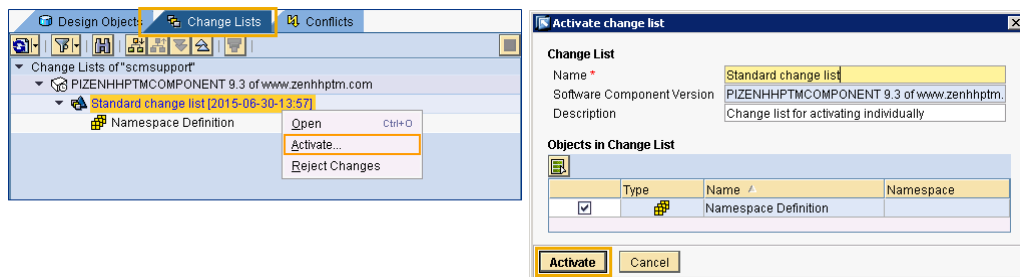 Design Objects Change Lists Conflicts
Change Lists of "scmsupport"
PIZENHHPTMCOMPONENT 9.3 of www.zenhhptm.com
Standard change list [2015-06-30-13:57]
Namespace Definition
Open Ctrl+O
Activate...
Reject Changes
Activate change list
Change List
Name * Standard change list
Software Component Version PIZENHHPTMCOMPONENT 9.3 of www.zenhhptm.
Description Change list for activating individually
Objects in Change List
Type Name Namespace
Namespace Definition
Activate Cancel